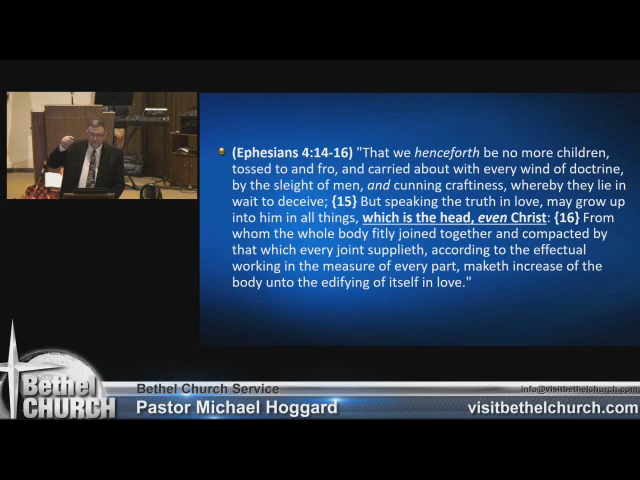 (Ephesians 4:14-16) "That we henceforth be no more children,
tossed to and fro, and carried about with every wind of doctrine,
by the sleight of men, and cunning craftiness, whereby they lie in
wait to deceive; {15} But speaking the truth in love, may grow up
into him in all things, which is the head, even Christ: {16} From
whom the whole body fitly joined together and compacted by
that which every joint supplieth, according to the effectual
working in the measure of every part, maketh increase of the
body unto the edifying of itself in love."
Bethel
CHURCH
Bethel Church Service
info@visitbethelchurch.com
Pastor Michael Hoggard
visitbethelchurch.com